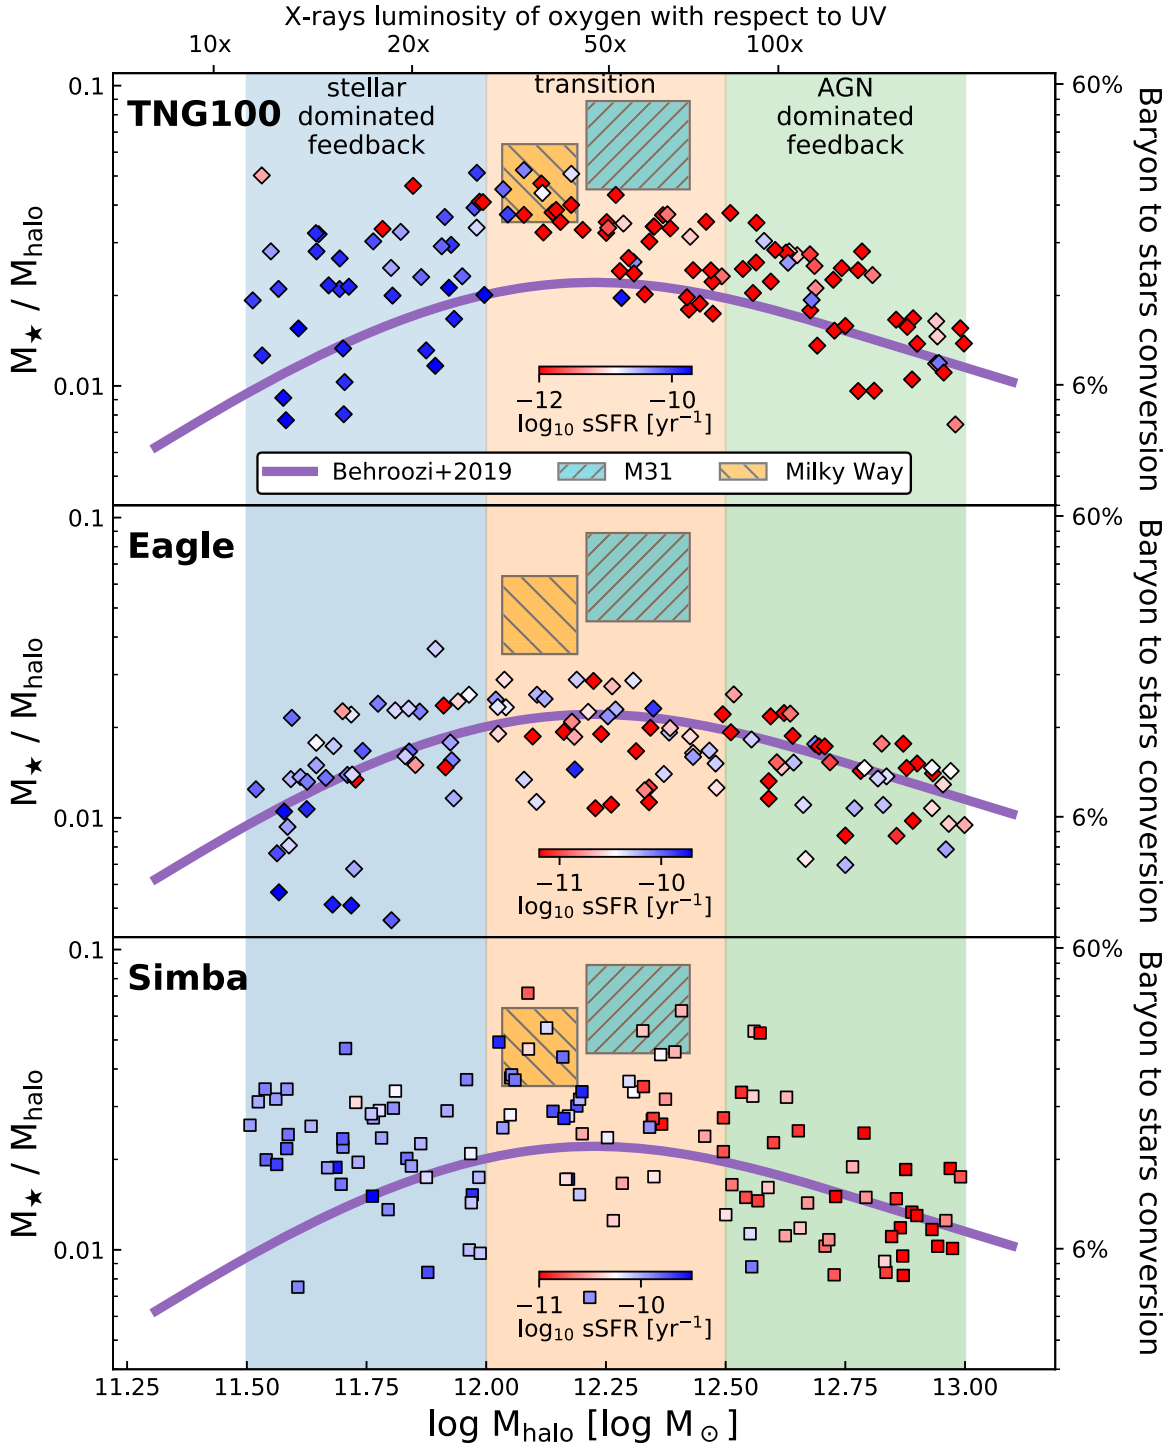 X-rays luminosity of oxygen with respect to UV
10x 20x 50x 100x
TNG100
stellar
dominated
feedback
transition
AGN
dominated
feedback
0.1
0.01
M★ / Mhalo
60%
6%
Baryon to stars conversion
−12 −10
log₁₀ sSFR [yr⁻¹]
Behroozi+2019 M31 Milky Way
Eagle
0.1
0.01
M★ / Mhalo
60%
6%
Baryon to stars conversion
−11 −10
log₁₀ sSFR [yr⁻¹]
Simba
0.1
0.01
M★ / Mhalo
60%
6%
Baryon to stars conversion
−11 −10
log₁₀ sSFR [yr⁻¹]
11.25 11.50 11.75 12.00 12.25 12.50 12.75 13.00
log Mhalo [log M⊙]